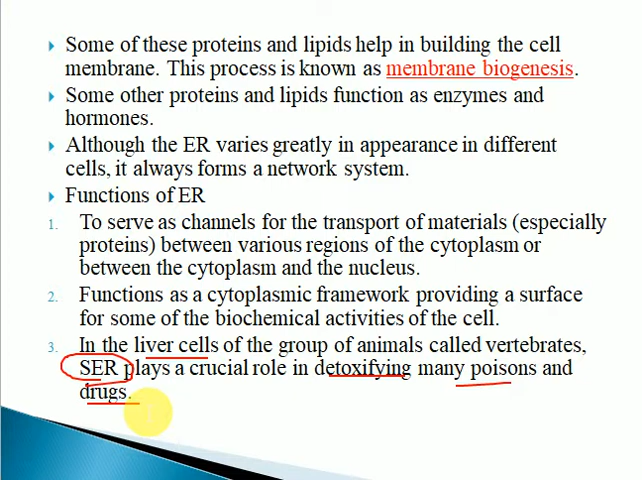 Some of these proteins and lipids help in building the cell
membrane. This process is known as membrane biogenesis.
Some other proteins and lipids function as enzymes and
hormones.
Although the ER varies greatly in appearance in different
cells, it always forms a network system.
Functions of ER
1. To serve as channels for the transport of materials (especially
proteins) between various regions of the cytoplasm or
between the cytoplasm and the nucleus.
2. Functions as a cytoplasmic framework providing a surface
for some of the biochemical activities of the cell.
3. In the liver cells of the group of animals called vertebrates,
SER plays a crucial role in detoxifying many poisons and
drugs.